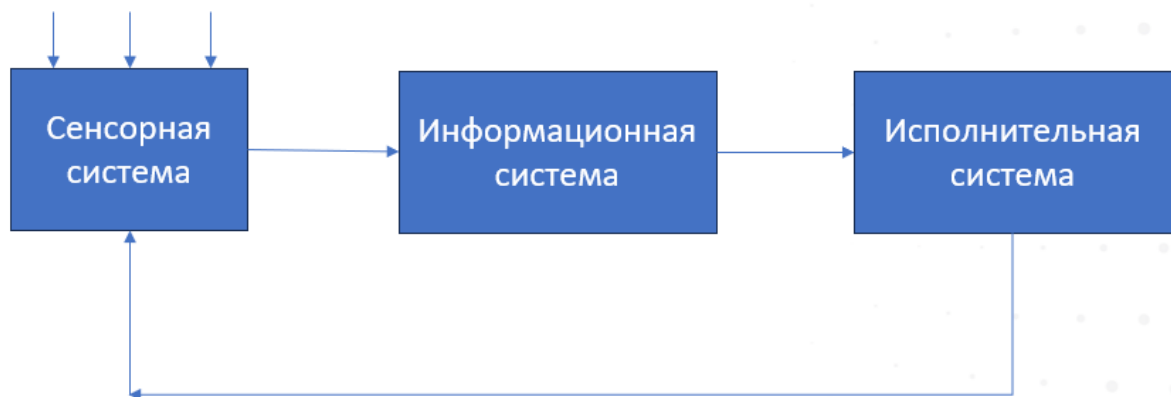 Сенсорная
система
Информационная
система
Исполнительная
система